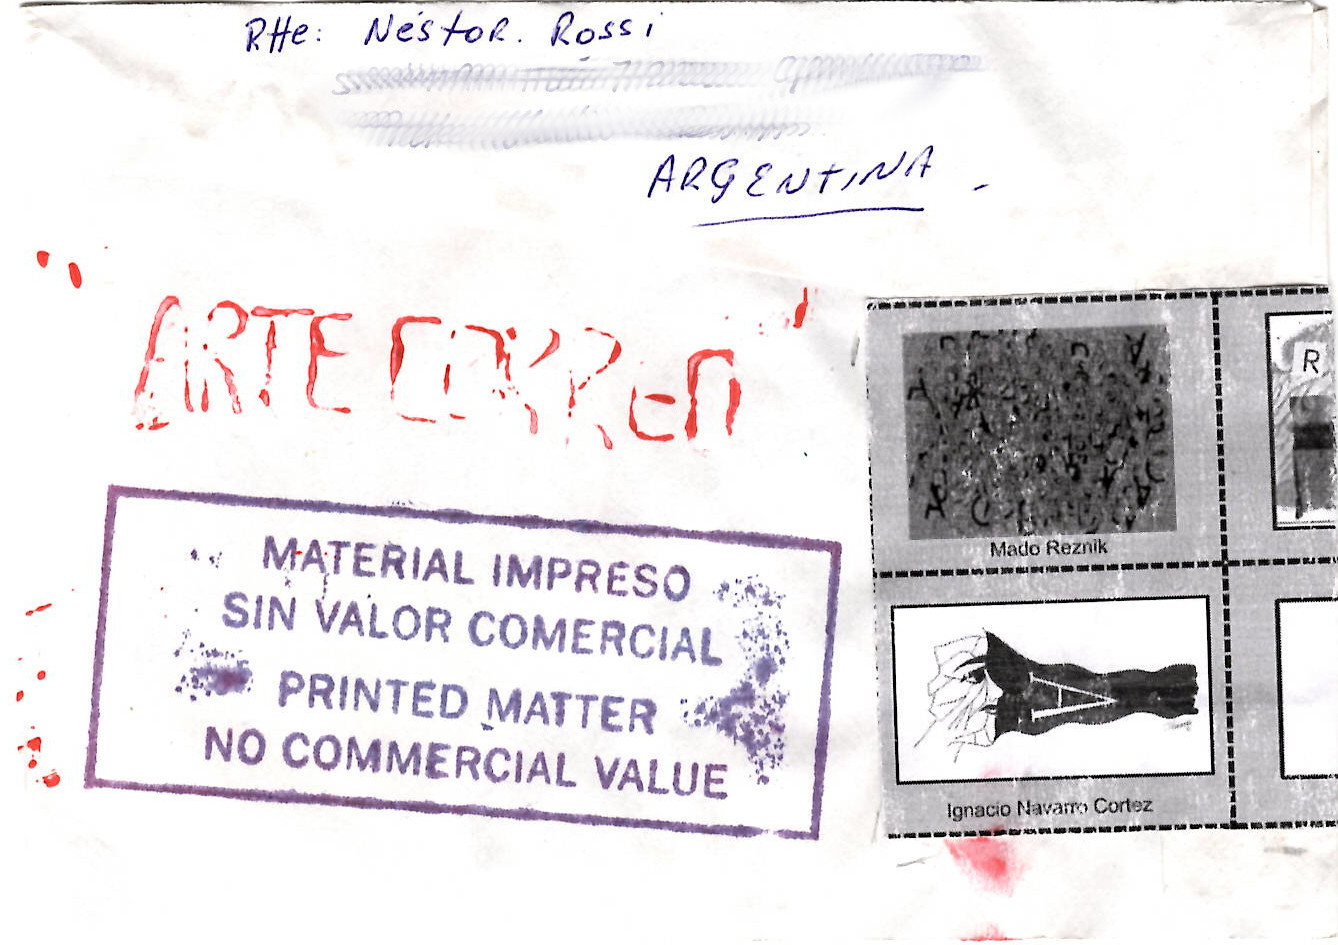 RHe: Néstor. Rossi
ARGENTINA
ARTE CORREO
MATERIAL IMPRESO
SIN VALOR COMERCIAL
PRINTED MATTER
NO COMMERCIAL VALUE
Mado Reznik
R
A
Ignacio Navarro Cortez